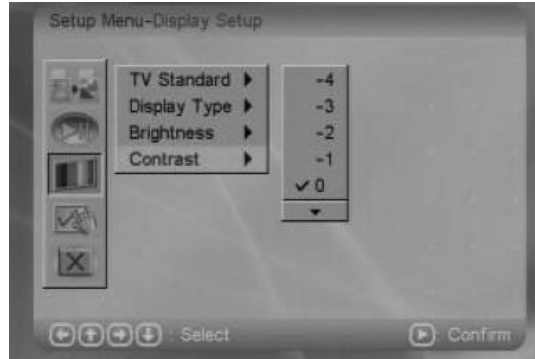 Setup Menu-Display Setup
TV Standard
Display Type
Brightness
Contrast
-4
-3
-2
-1
0
: Select
: Confirm